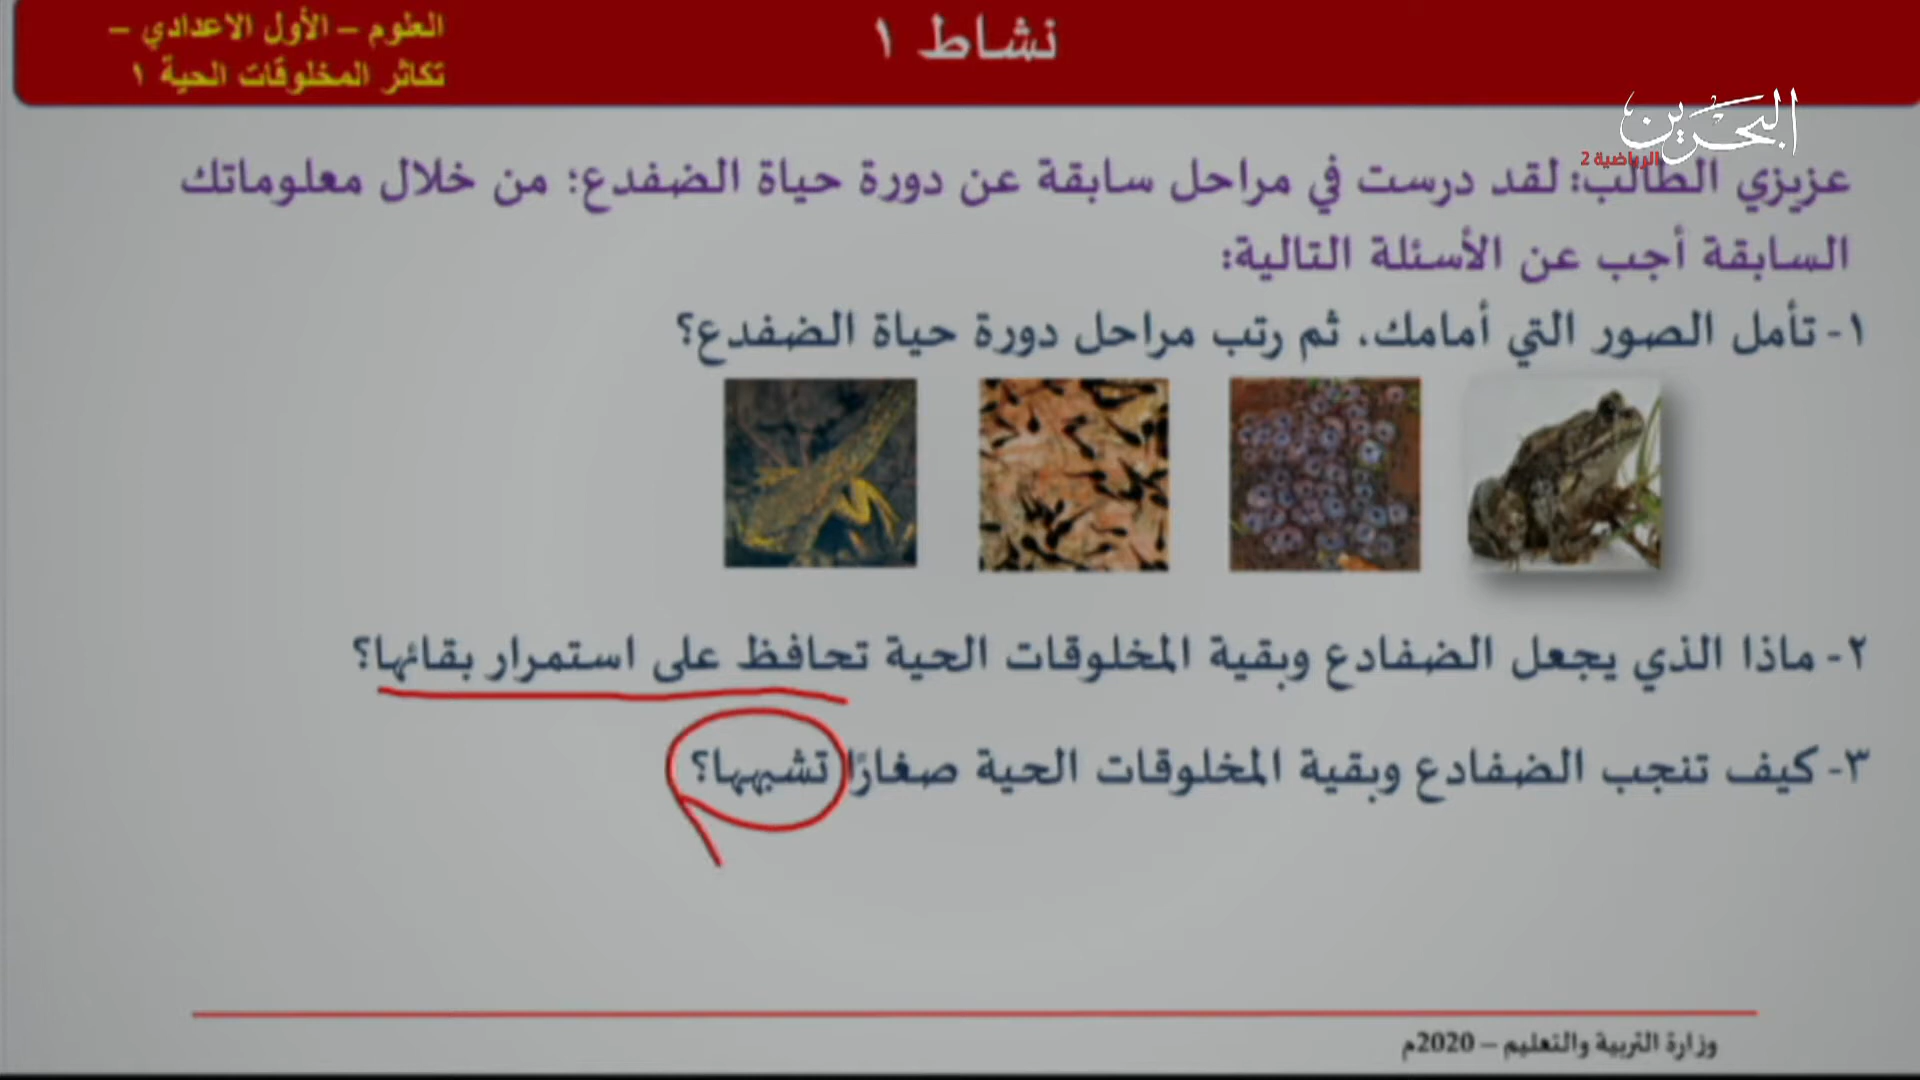 نشاط ١
العلوم – الأول الاعدادي –
تكاثر المخلوقات الحية ١
البحرين
الرياضية 2
عزيزي الطالب: لقد درست في مراحل سابقة عن دورة حياة الضفدع؛ من خلال معلوماتك
السابقة أجب عن الأسئلة التالية:
١- تأمل الصور التي أمامك، ثم رتب مراحل دورة حياة الضفدع؟
٢- ماذا الذي يجعل الضفادع وبقية المخلوقات الحية تحافظ على استمرار بقائها؟
٣- كيف تنجب الضفادع وبقية المخلوقات الحية صغارًا تشبهها؟
وزارة التربية والتعليم – 2020م